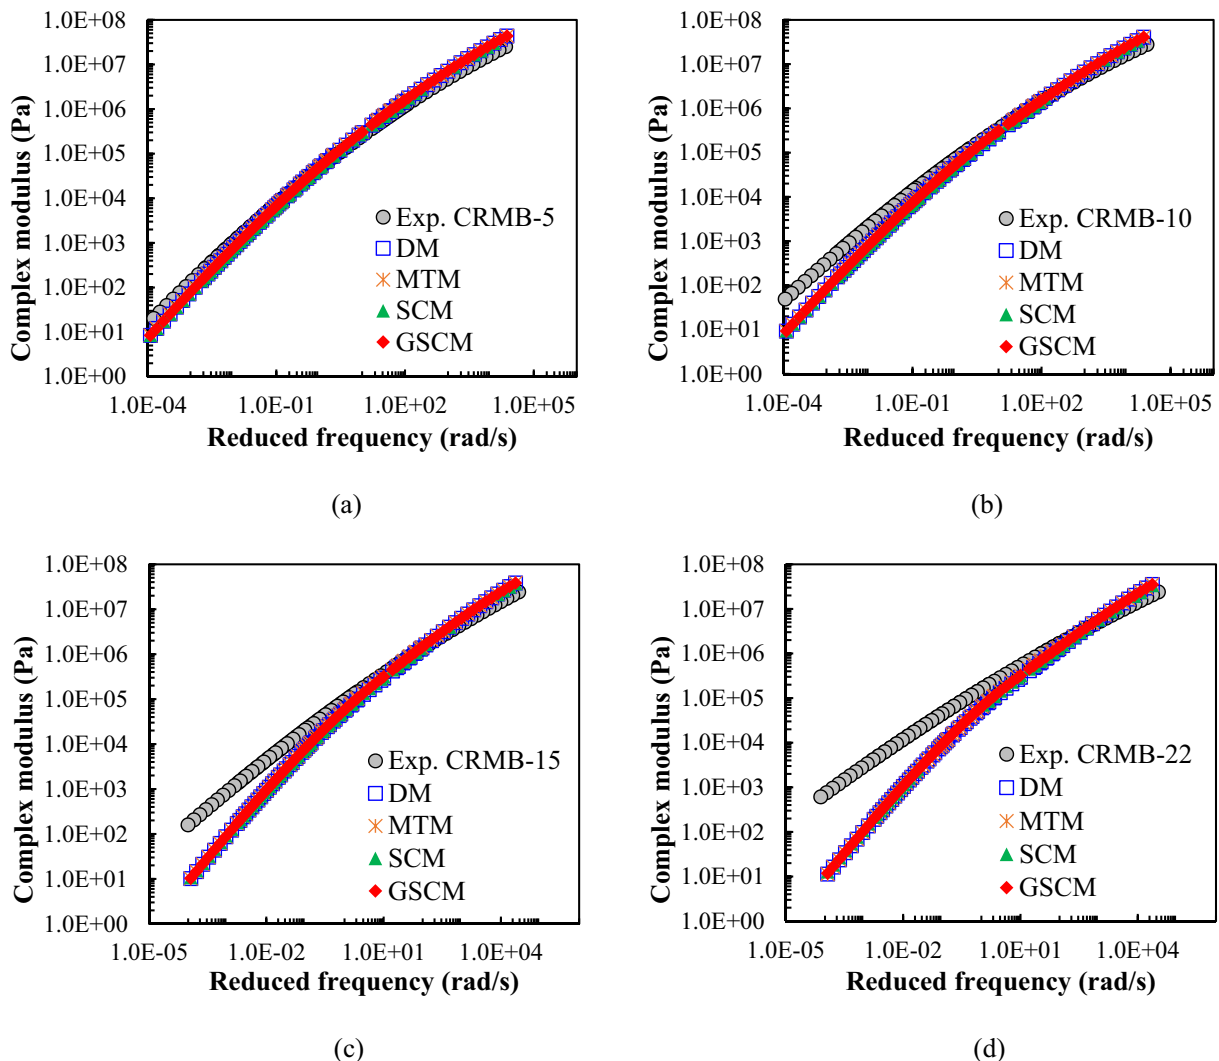 1.0E+08
1.0E+07
1.0E+06
1.0E+05
1.0E+04
1.0E+03
1.0E+02
1.0E+01
1.0E+00
Complex modulus (Pa)
Exp. CRMB-5
DM
MTM
SCM
GSCM
1.0E-04 1.0E-01 1.0E+02 1.0E+05
Reduced frequency (rad/s)
(a)
1.0E+08
1.0E+07
1.0E+06
1.0E+05
1.0E+04
1.0E+03
1.0E+02
1.0E+01
1.0E+00
Complex modulus (Pa)
Exp. CRMB-10
DM
MTM
SCM
GSCM
1.0E-04 1.0E-01 1.0E+02 1.0E+05
Reduced frequency (rad/s)
(b)
1.0E+08
1.0E+07
1.0E+06
1.0E+05
1.0E+04
1.0E+03
1.0E+02
1.0E+01
1.0E+00
Complex modulus (Pa)
Exp. CRMB-15
DM
MTM
SCM
GSCM
1.0E-05 1.0E-02 1.0E+01 1.0E+04
Reduced frequency (rad/s)
(c)
1.0E+08
1.0E+07
1.0E+06
1.0E+05
1.0E+04
1.0E+03
1.0E+02
1.0E+01
1.0E+00
Complex modulus (Pa)
Exp. CRMB-22
DM
MTM
SCM
GSCM
1.0E-05 1.0E-02 1.0E+01 1.0E+04
Reduced frequency (rad/s)
(d)